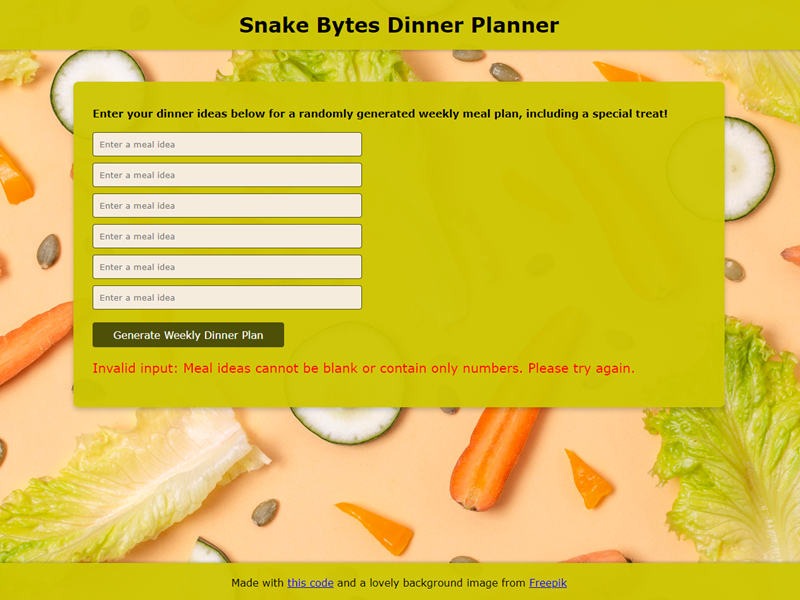 Snake Bytes Dinner Planner
Enter your dinner ideas below for a randomly generated weekly meal plan, including a special treat!
Enter a meal idea
Enter a meal idea
Enter a meal idea
Enter a meal idea
Enter a meal idea
Enter a meal idea
Generate Weekly Dinner Plan
Invalid input: Meal ideas cannot be blank or contain only numbers. Please try again.
Made with this code and a lovely background image from Freepik